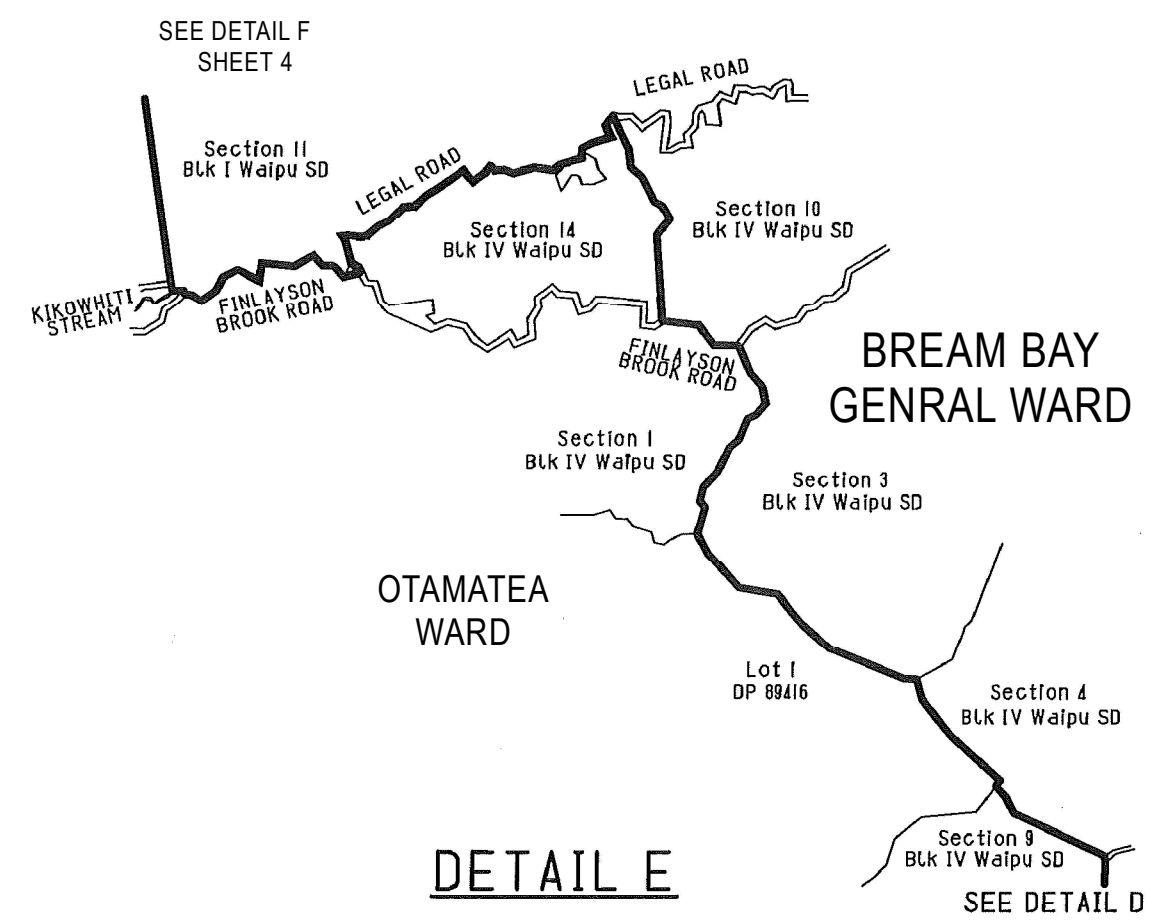 SEE DETAIL F
SHEET 4
LEGAL ROAD
Section 11
Blk I Waipu SD
LEGAL ROAD
Section 14
Blk IV Waipu SD
Section 10
Blk IV Waipu SD
KIKOWHITI
STREAM
FINLAYSON
BROOK ROAD
FINLAYSON
BROOK ROAD
BREAM BAY
GENRAL WARD
Section 1
Blk IV Waipu SD
Section 3
Blk IV Waipu SD
OTAMATEA
WARD
Lot 1
DP 89416
Section 4
Blk IV Waipu SD
Section 9
Blk IV Waipu SD
DETAIL E
SEE DETAIL D